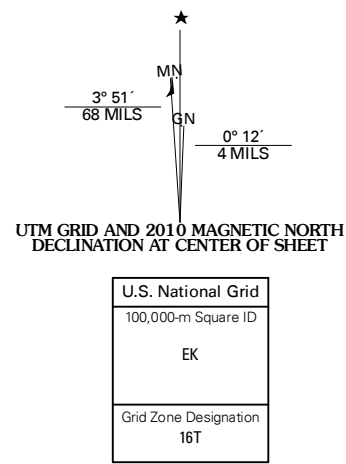 ★
MN
3° 51´
68 MILS
GN
0° 12´
4 MILS
UTM GRID AND 2010 MAGNETIC NORTH
DECLINATION AT CENTER OF SHEET
U.S. National Grid
100,000-m Square ID
EK
Grid Zone Designation
16T